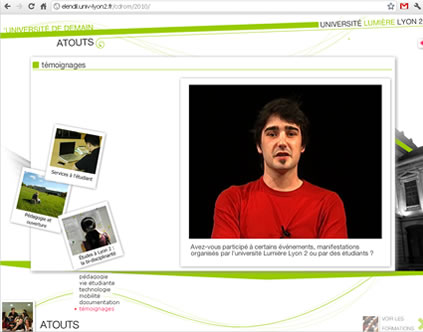 elendil.univ-lyon2.fr/cdrom/2010/
L'UNIVERSITÉ DE DEMAIN
UNIVERSITÉ LUMIÈRE LYON 2
ATOUTS
témoignages
Services à l'étudiant
Pédagogie et
ouverture
Études à Lyon 2 :
la bi-disciplinarité
Avez-vous participé à certains événements, manifestations
organisés par l'université Lumière Lyon 2 ou par des étudiants ?
pédagogie
vie étudiante
technologie
mobilité
documentation
témoignages
ATOUTS
VOIR LES
FORMATIONS